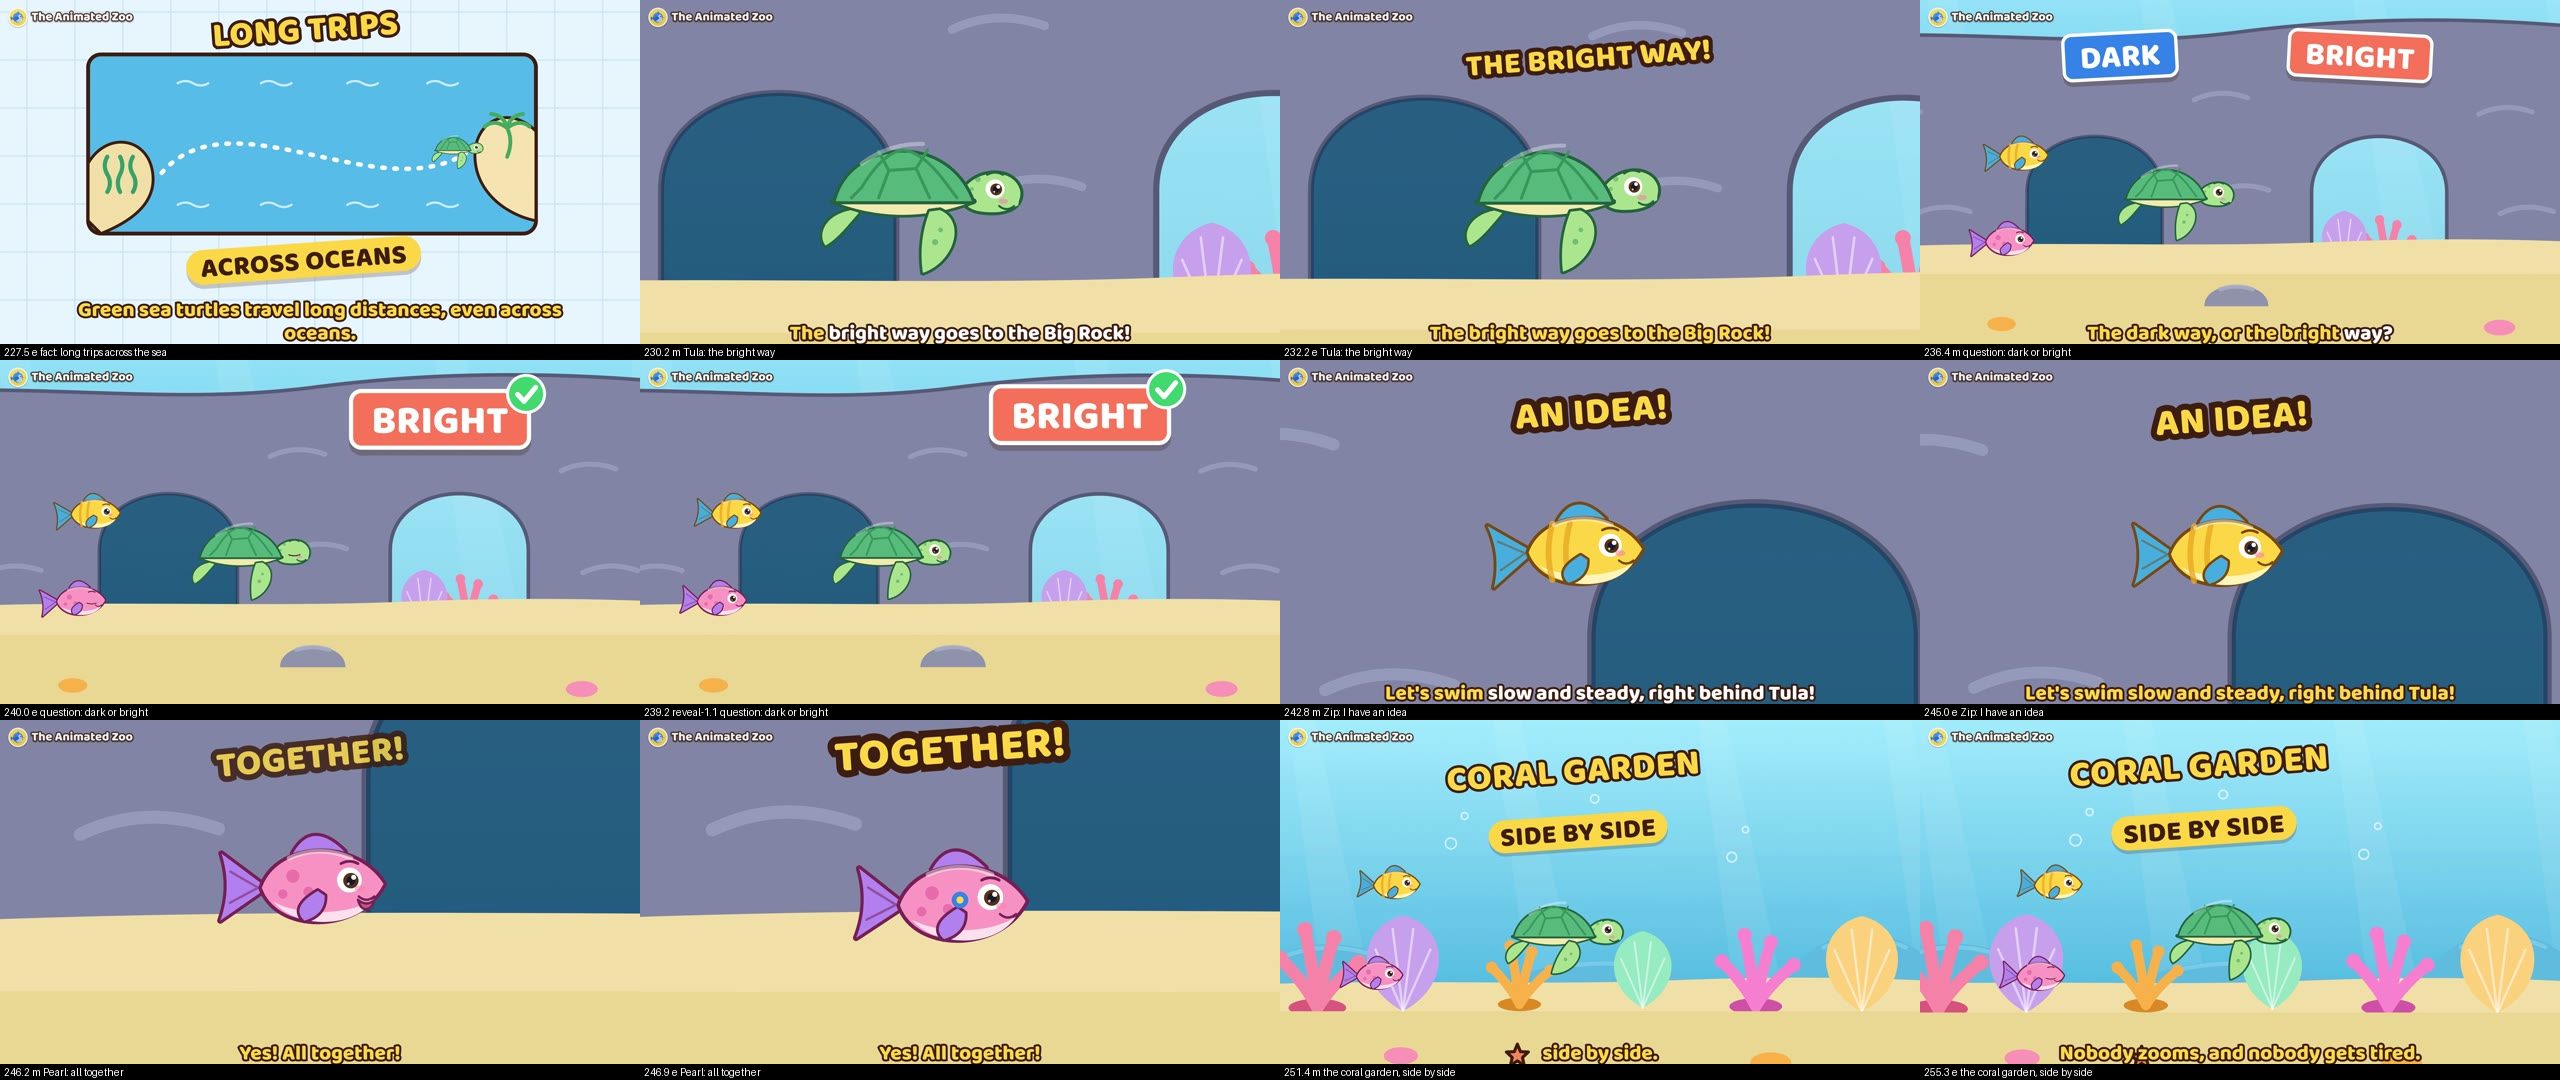 The Animated Zoo
LONG TRIPS
ACROSS OCEANS
Green sea turtles travel long distances, even across
oceans.
227.5 e fact: long trips across the sea
The Animated Zoo
The bright way goes to the Big Rock!
230.2 m Tula: the bright way
The Animated Zoo
THE BRIGHT WAY!
The bright way goes to the Big Rock!
232.2 e Tula: the bright way
The Animated Zoo
DARK
BRIGHT
The dark way, or the bright way?
236.4 m question: dark or bright
The Animated Zoo
BRIGHT
240.0 e question: dark or bright
The Animated Zoo
BRIGHT
239.2 reveal-1.1 question: dark or bright
The Animated Zoo
AN IDEA!
Let's swim slow and steady, right behind Tula!
242.8 m Zip: I have an idea
The Animated Zoo
AN IDEA!
Let's swim slow and steady, right behind Tula!
245.0 e Zip: I have an idea
The Animated Zoo
TOGETHER!
Yes! All together!
246.2 m Pearl: all together
The Animated Zoo
TOGETHER!
Yes! All together!
246.9 e Pearl: all together
The Animated Zoo
CORAL GARDEN
SIDE BY SIDE
side by side.
251.4 m the coral garden, side by side
The Animated Zoo
CORAL GARDEN
SIDE BY SIDE
Nobody zooms, and nobody gets tired.
255.3 e the coral garden, side by side